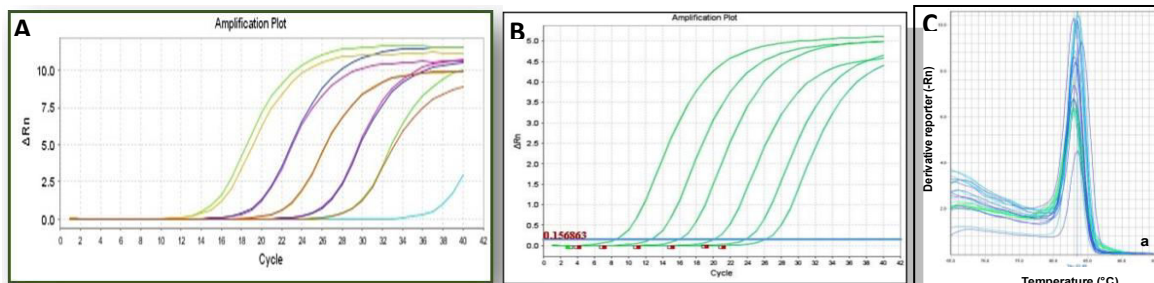 A
Amplification Plot
ΔRn
10.0
7.5
5.0
2.5
0.0
0 2 4 6 8 10 12 14 16 18 20 22 24 26 28 30 32 34 36 38 40 42
Cycle
B
Amplification Plot
ΔRn
5.0
4.5
4.0
3.5
3.0
2.5
2.0
1.5
1.0
0.5
0.0
0.156863
0 2 4 6 8 10 12 14 16 18 20 22 24 26 28 30 32 34 36 38 40 42
Cycle
C
Derivative reporter (-Rn)
a
Temperature (°C)